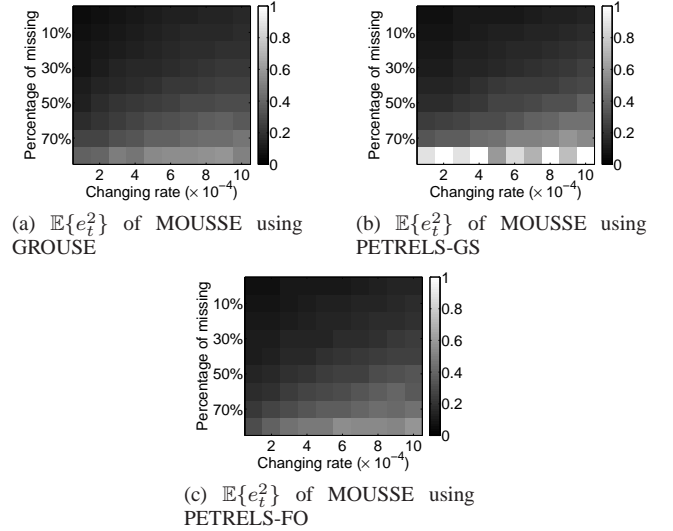 Percentage of missing
10%
30%
50%
70%
2 4 6 8 10
Changing rate (× 10⁻⁴)
1
0.8
0.6
0.4
0.2
0
(a) 𝔼{e_t^2} of MOUSSE using
GROUSE
Percentage of missing
10%
30%
50%
70%
2 4 6 8 10
Changing rate (× 10⁻⁴)
1
0.8
0.6
0.4
0.2
0
(b) 𝔼{e_t^2} of MOUSSE using
PETRELS-GS
Percentage of missing
10%
30%
50%
70%
2 4 6 8 10
Changing rate (× 10⁻⁴)
1
0.8
0.6
0.4
0.2
0
(c) 𝔼{e_t^2} of MOUSSE using
PETRELS-FO